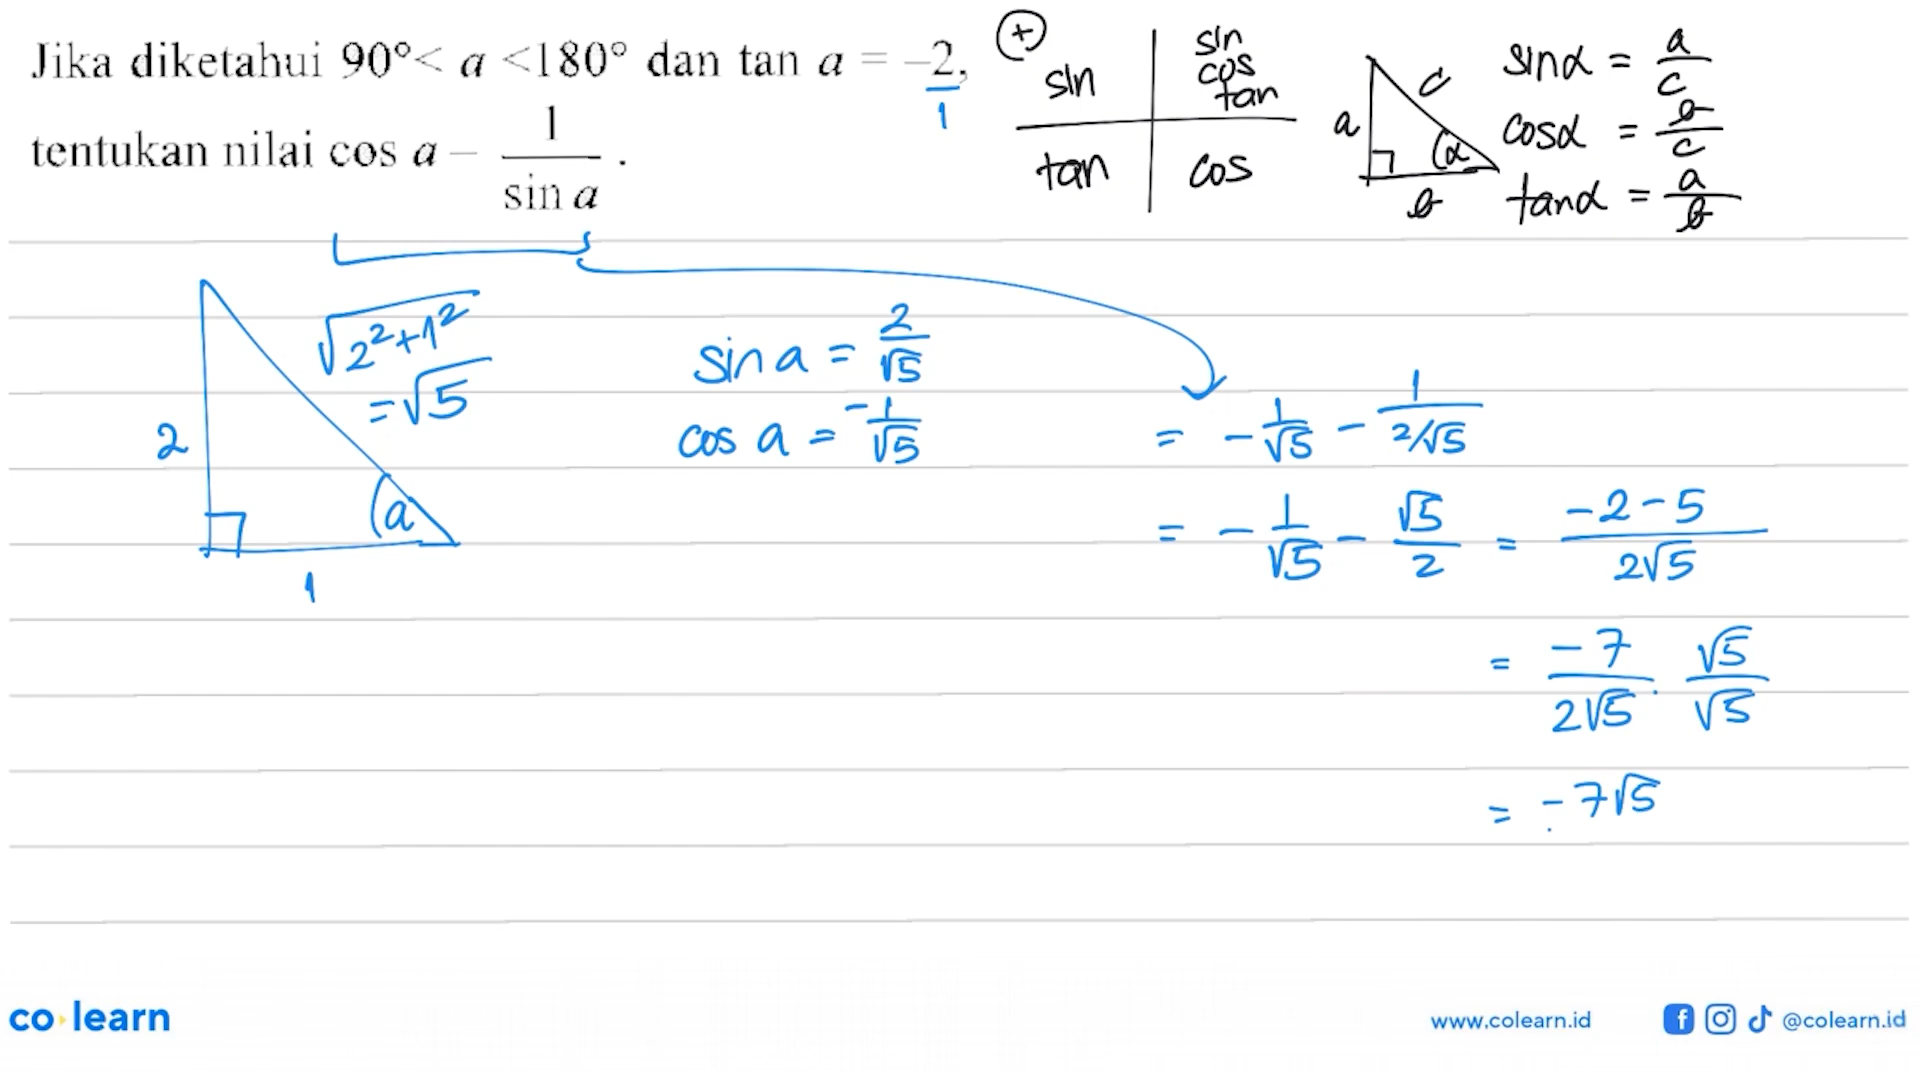 Jika diketahui 90° < a < 180° dan tan a = -2,
1
tentukan nilai cos a - 1/sin a.
+
sin | sin cos tan
tan | cos
a c b α
sin α = a/c
cos α = b/c
tan α = a/b
√2²+1²
= √5
2
a
1
sin a = 2/√5
cos a = -1/√5
= -1/√5 - 1/2/√5
= -1/√5 - √5/2 = -2-5/2√5
= -7/2√5 . √5/√5
= -7√5
co learn
www.colearn.id
@colearn.id